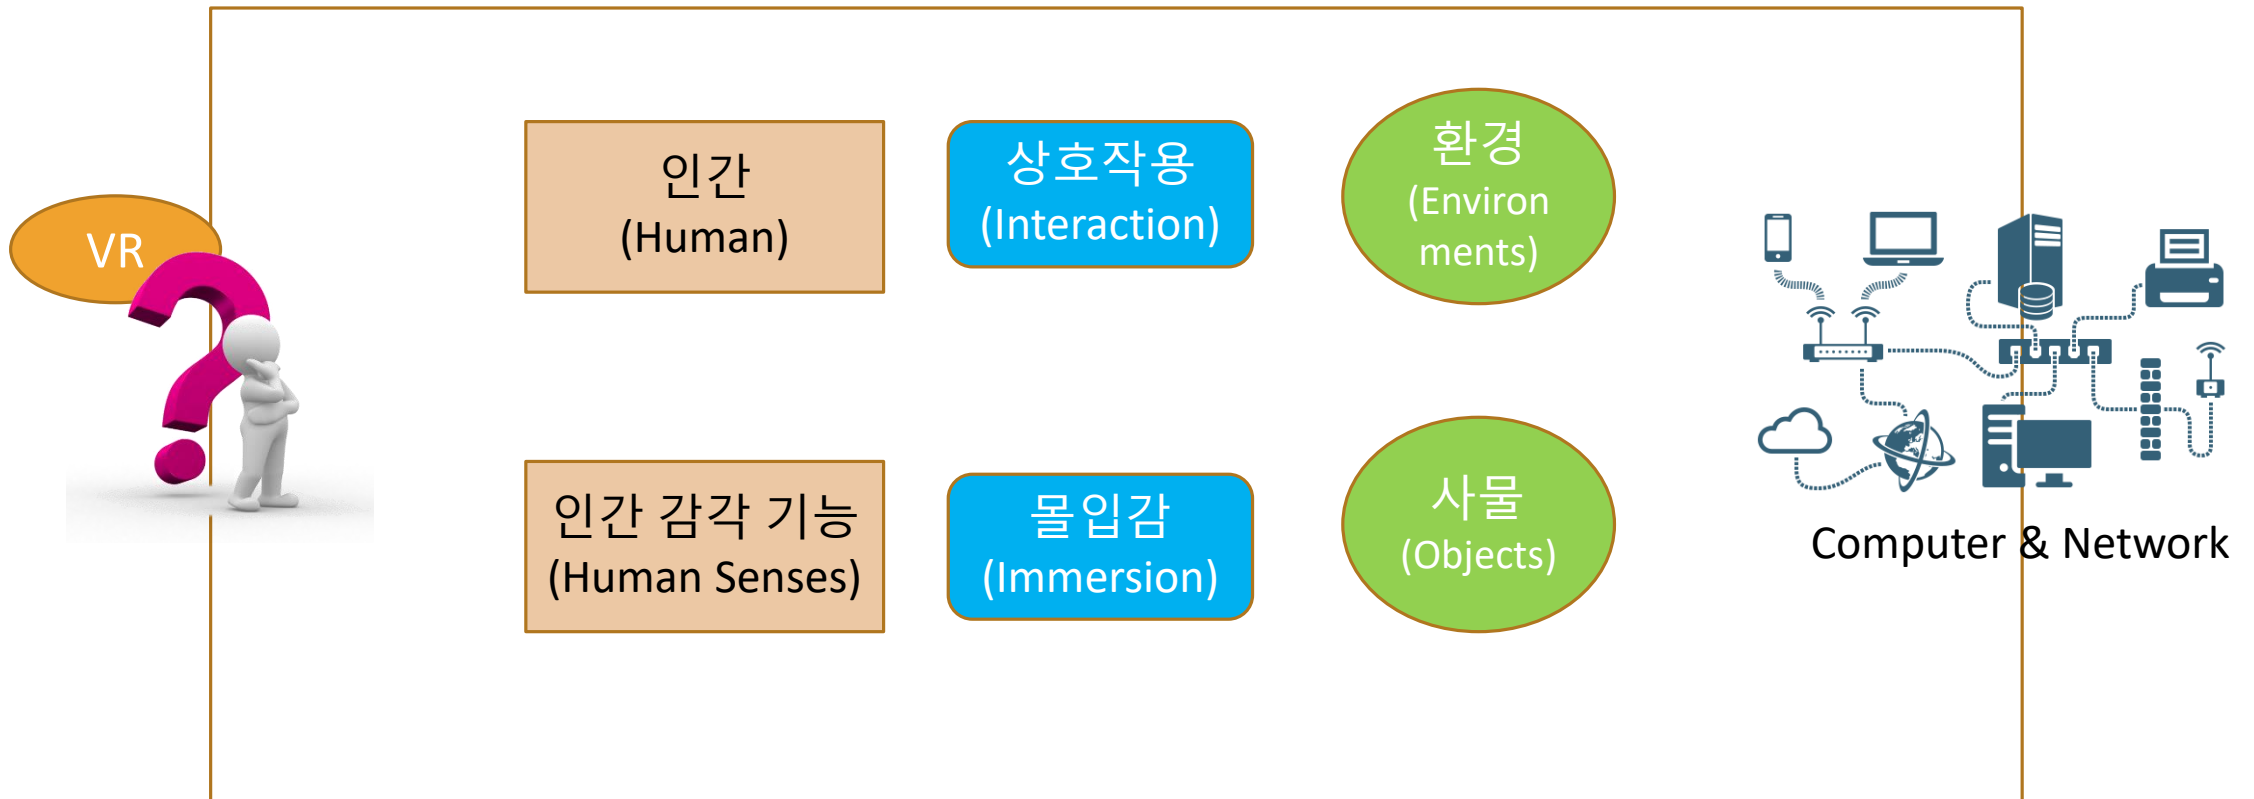 VR
인간
(Human)
상호작용
(Interaction)
환경
(Environ
ments)
인간 감각 기능
(Human Senses)
몰입감
(Immersion)
사물
(Objects)
Computer & Network